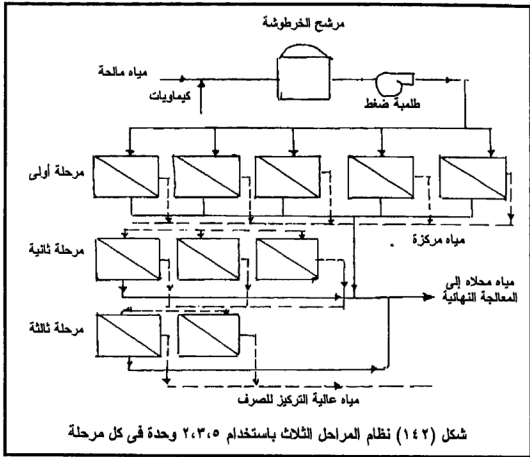 مرشح الخرطوشة
مياه مالحة
كيماويات
طلمبة ضغط
مرحلة أولى
مياه مركزة
مرحلة ثانية
مياه محلاه إلى
المعالجة النهائية
مرحلة ثالثة
مياه عالية التركيز للصرف
شكل (١٤٢) نظام المراحل الثلاث باستخدام ٢،٣،٥ وحدة فى كل مرحلة